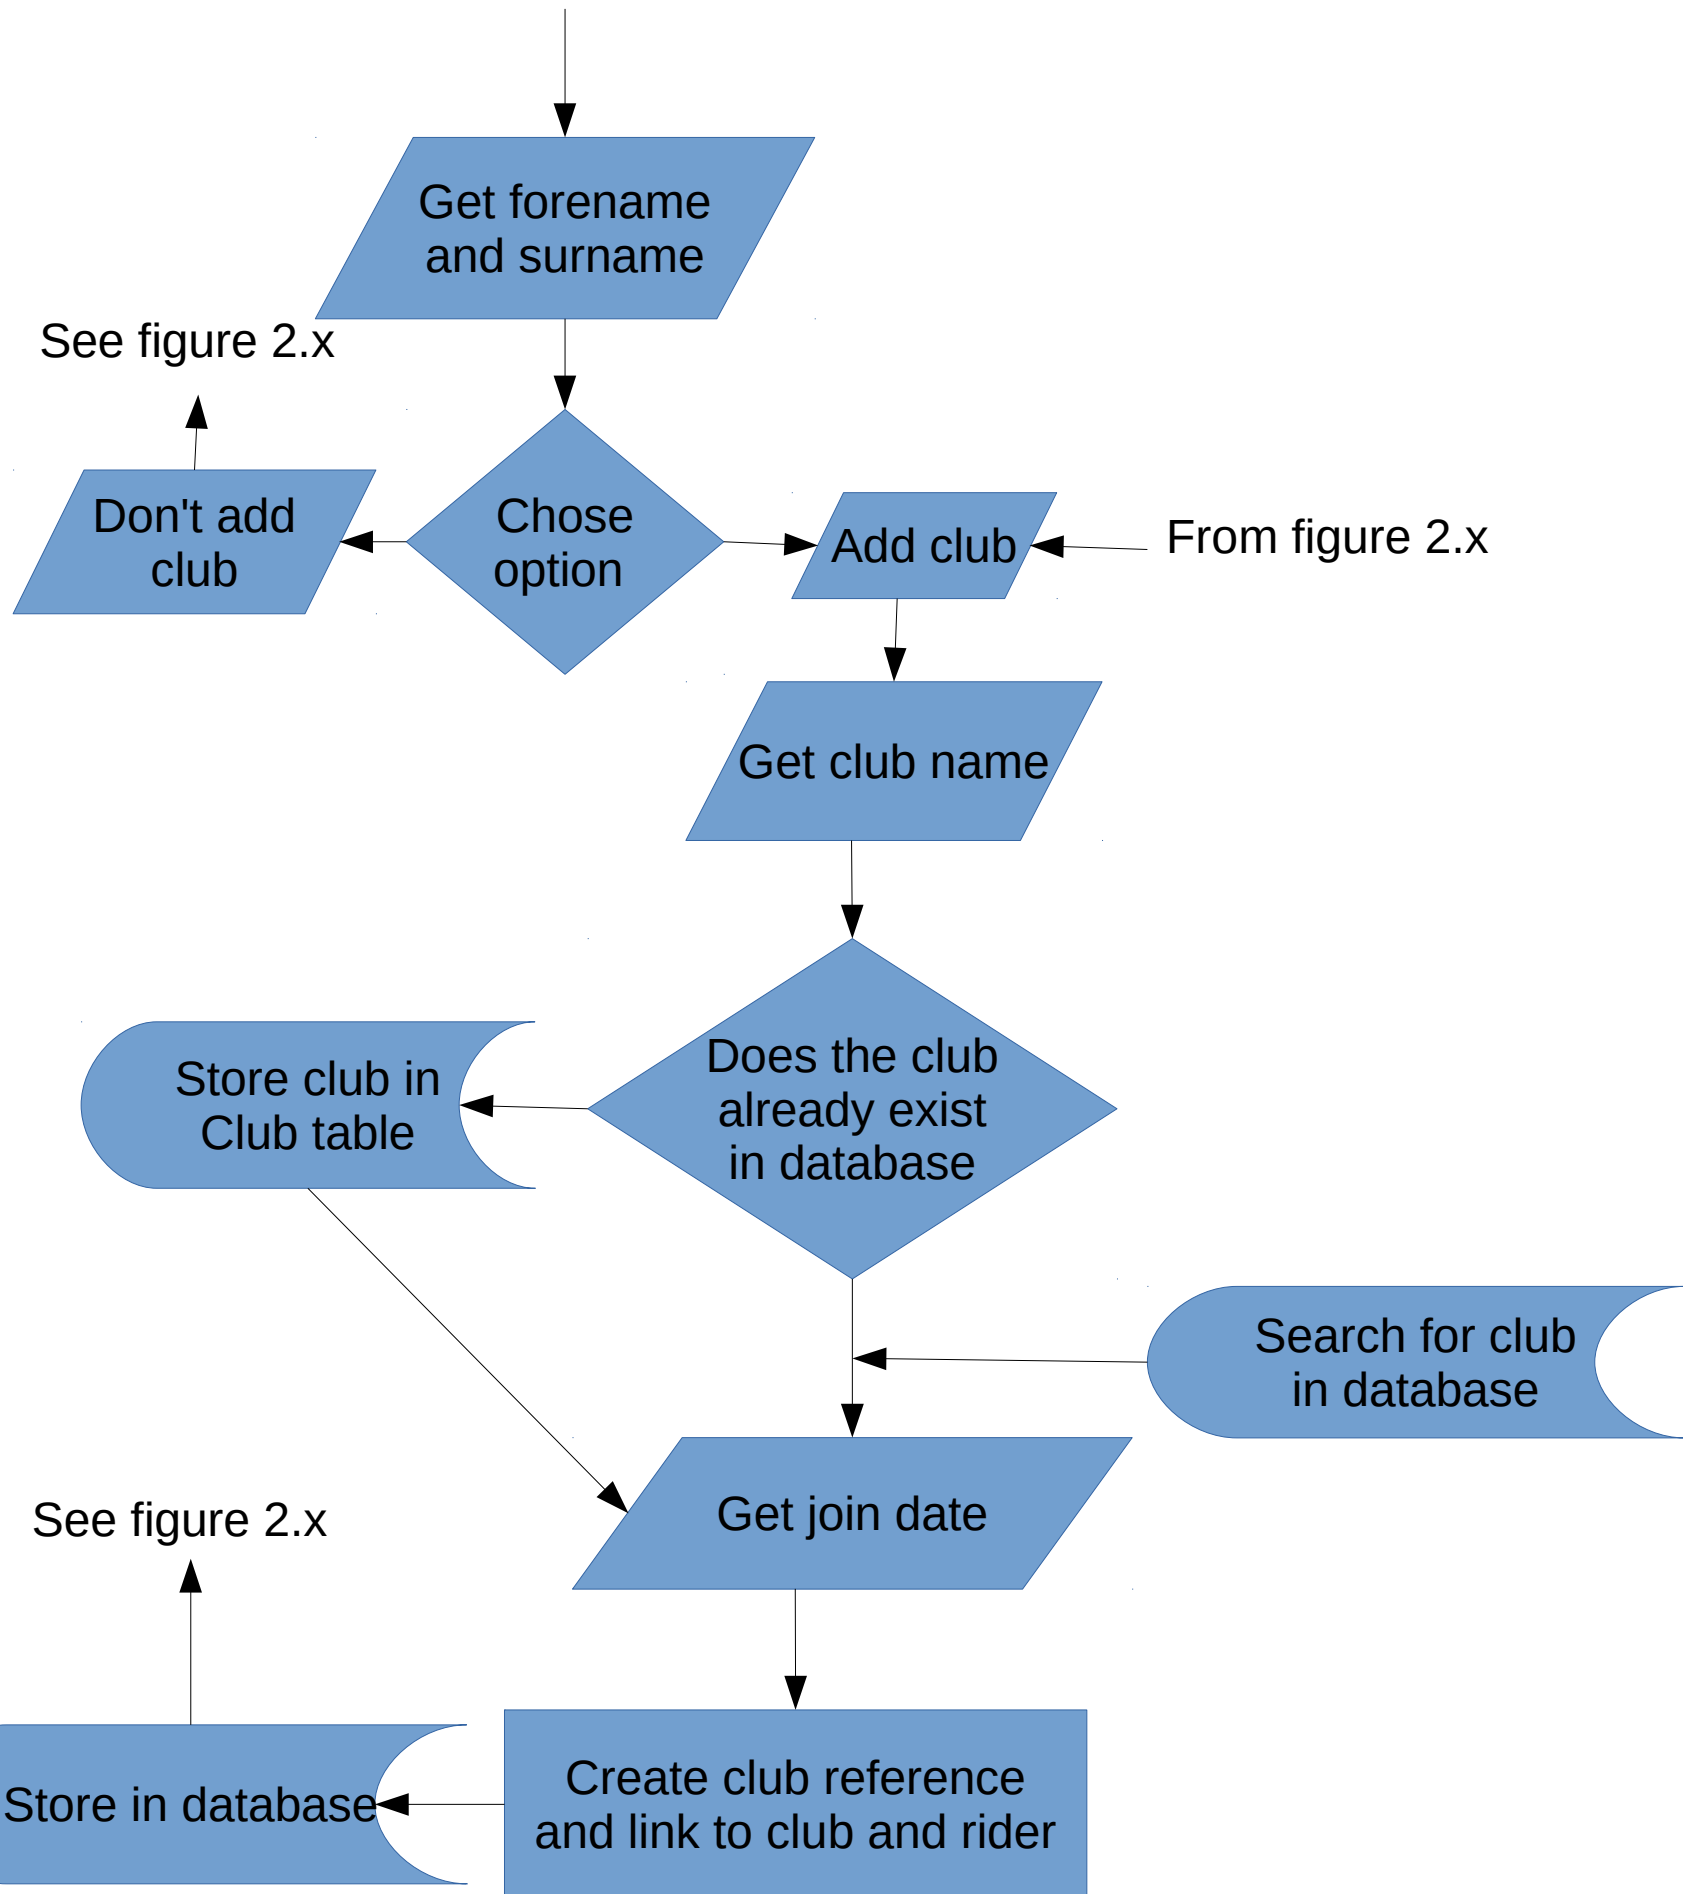 Get forename
and surname
See figure 2.x
Don't add
club
Chose
option
Add club
From figure 2.x
Get club name
Does the club
already exist
in database
Store club in
Club table
Search for club
in database
Get join date
See figure 2.x
Create club reference
and link to club and rider
Store in database